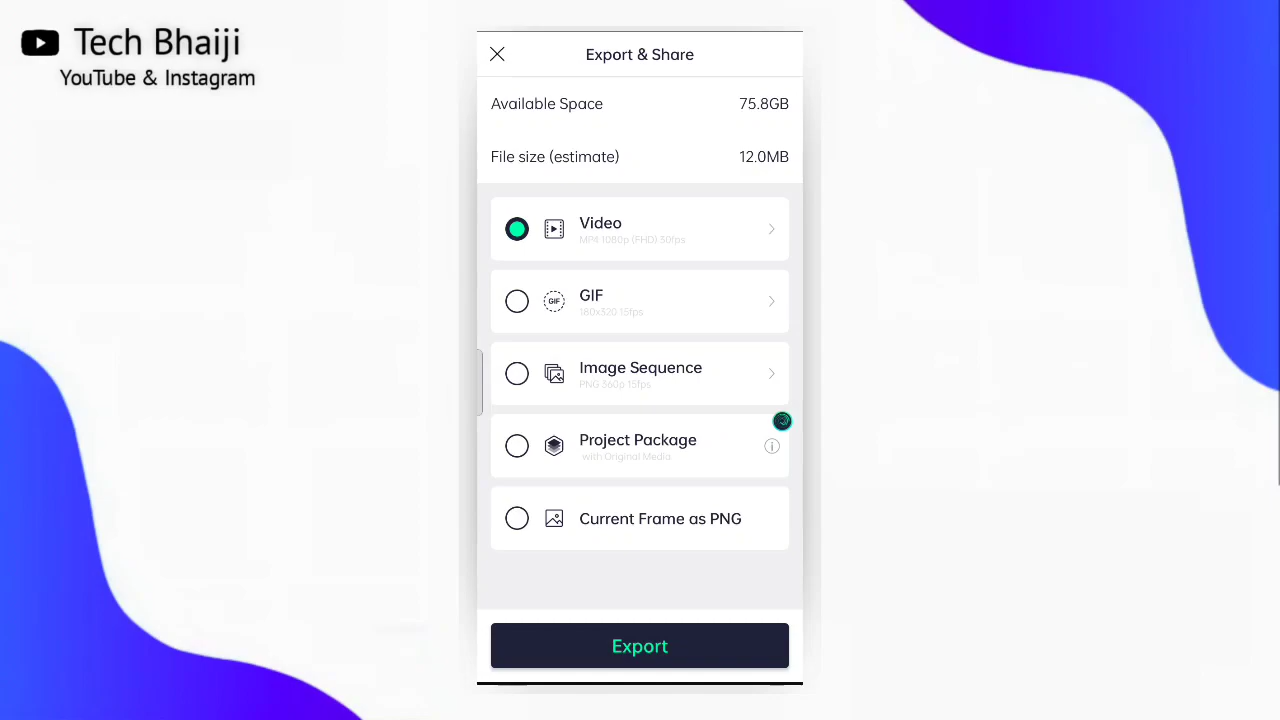 Tech Bhaiji
YouTube & Instagram
Export & Share
Available Space 75.8GB
File size (estimate) 12.0MB
Video
MP4 1080p (FHD) 30fps
GIF
GIF
180x320 15fps
Image Sequence
PNG 360p 15fps
Project Package
with Original Media
Current Frame as PNG
Export